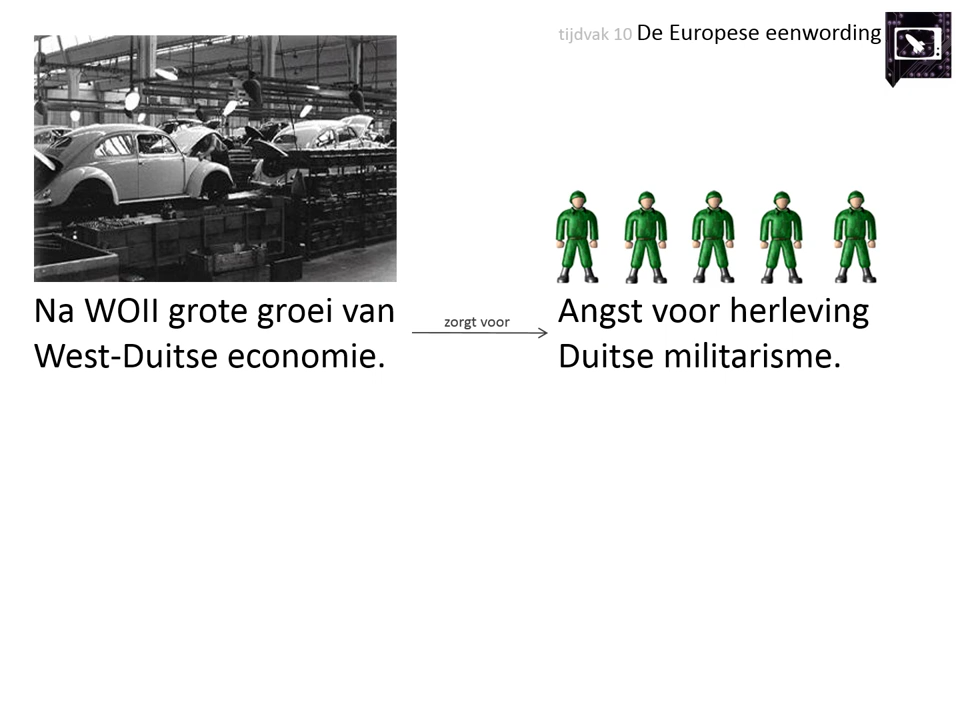 tijdvak 10 De Europese eenwording
Na WOII grote groei van
West-Duitse economie.
zorgt voor
Angst voor herleving
Duitse militarisme.